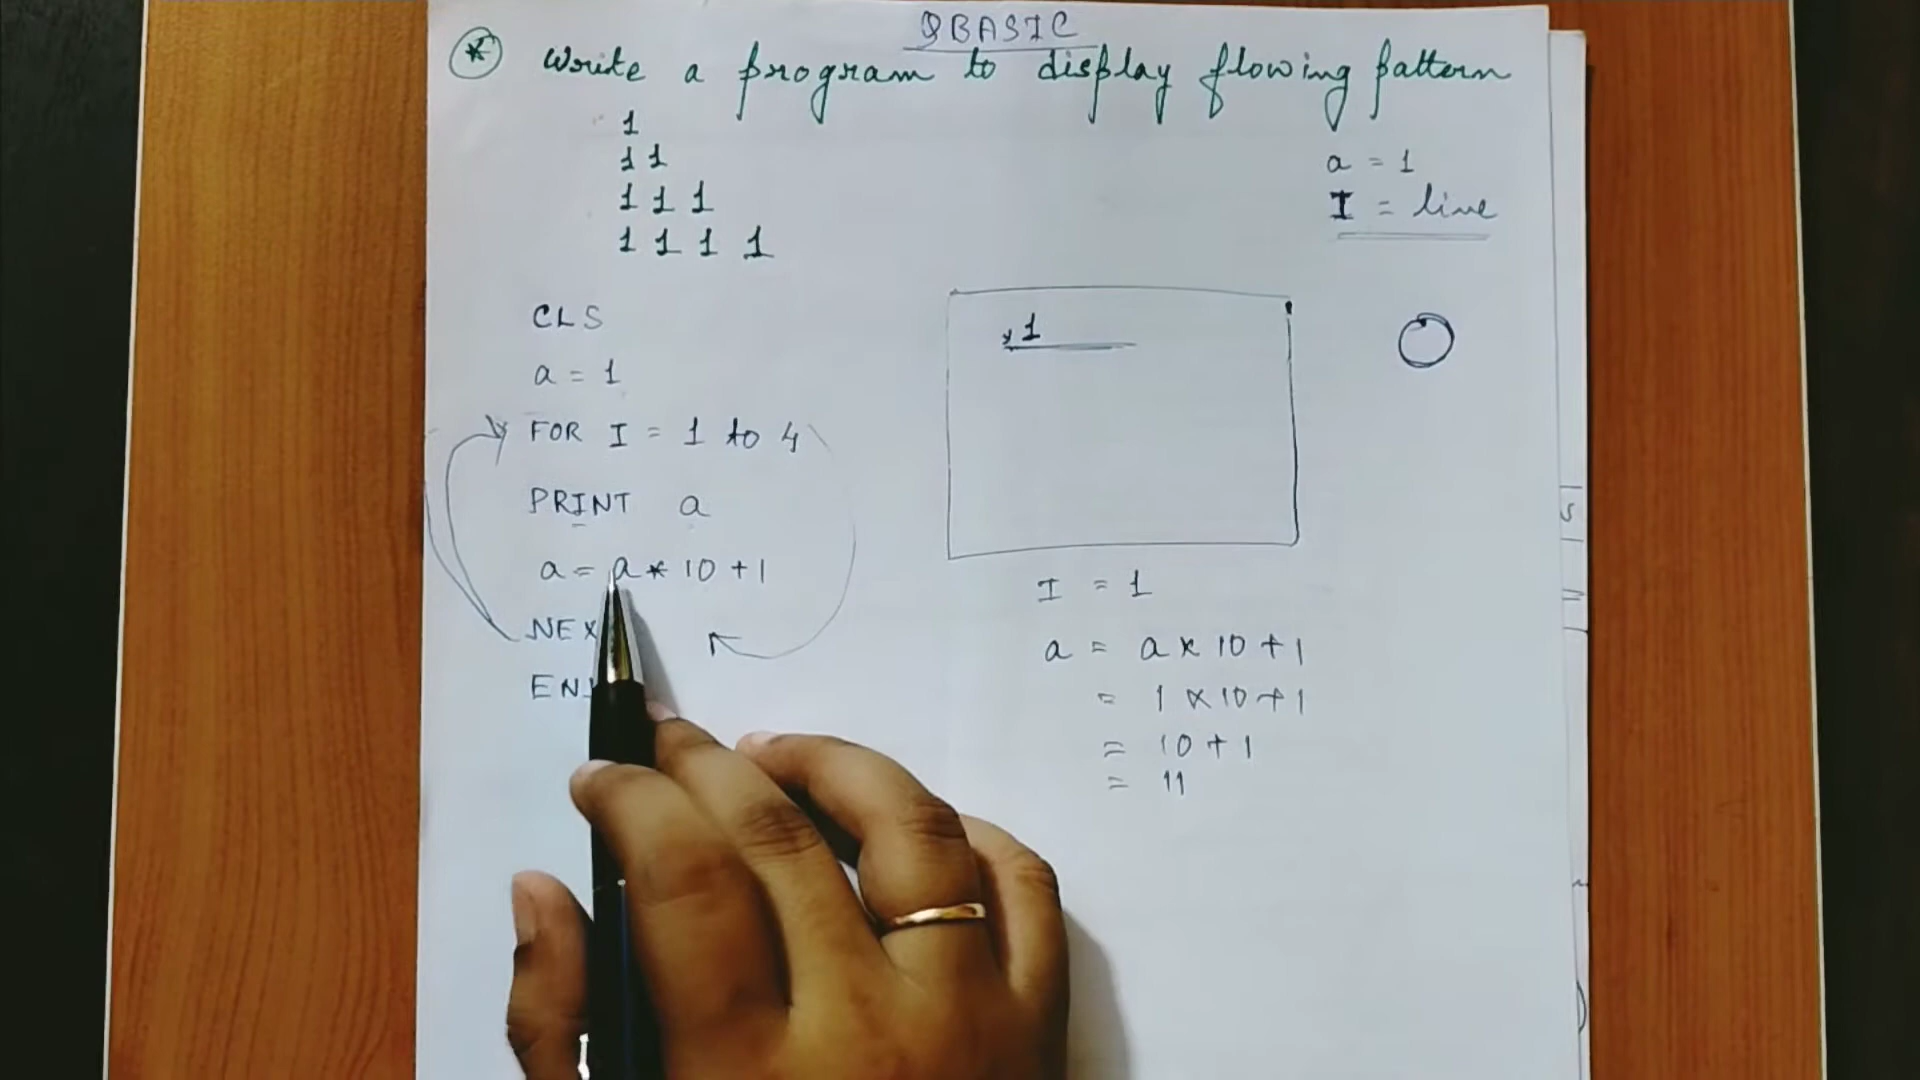 QBASIC
* Write a program to display flowing pattern
1
1 1
1 1 1
1 1 1 1
a = 1
I = line
CLS
a = 1
FOR I = 1 to 4
PRINT a
a = a * 10 + 1
NEX
EN
1
I = 1
a = a × 10 + 1
= 1 × 10 + 1
= 10 + 1
= 11